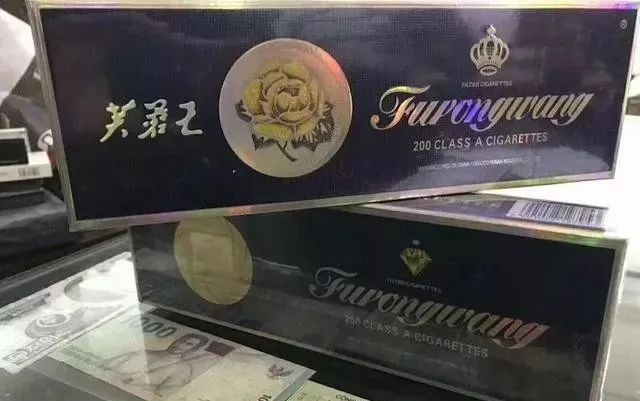 ®
芙蓉王
FILTER CIGARETTES
Furongwang
200 CLASS A CIGARETTES
FILTER CIGARETTES
Furongwang
200 CLASS A CIGARETTES